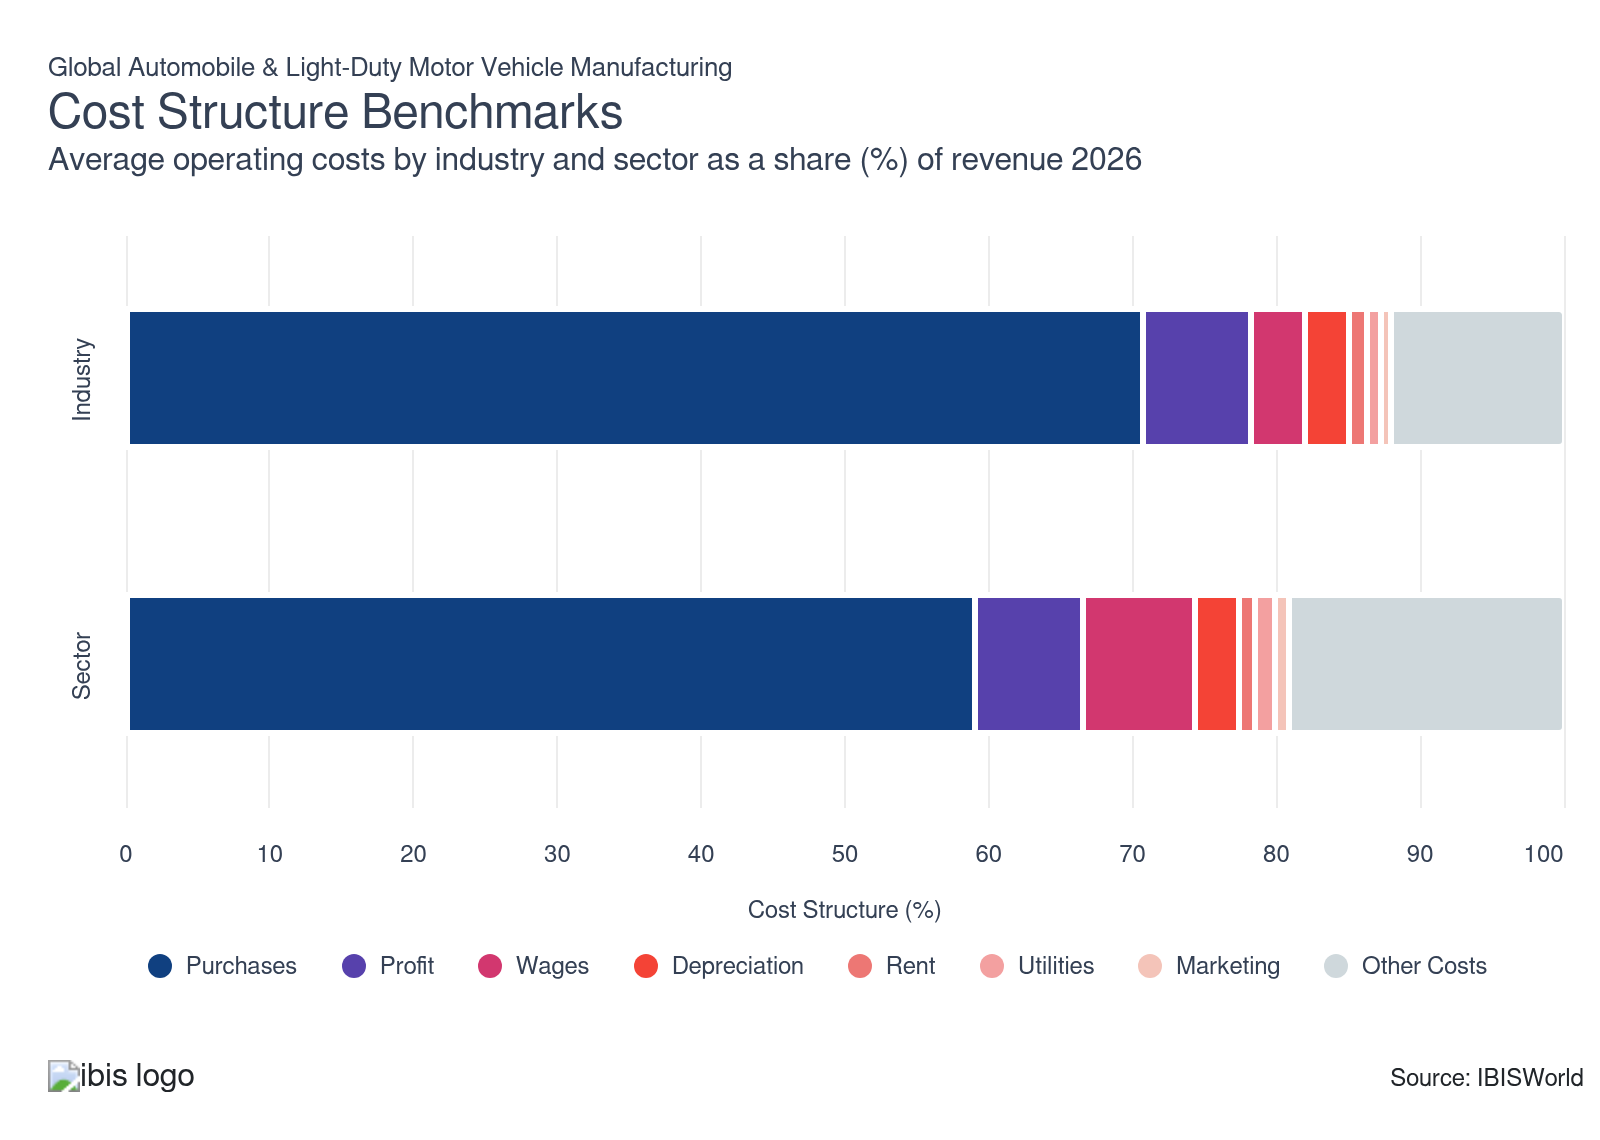 Global Automobile & Light-Duty Motor Vehicle Manufacturing
Cost Structure Benchmarks
Average operating costs by industry and sector as a share (%) of revenue 2026
Industry
Sector
0 10 20 30 40 50 60 70 80 90 100
Cost Structure (%)
Purchases Profit Wages Depreciation Rent Utilities Marketing Other Costs
ibis logo
Source: IBISWorld